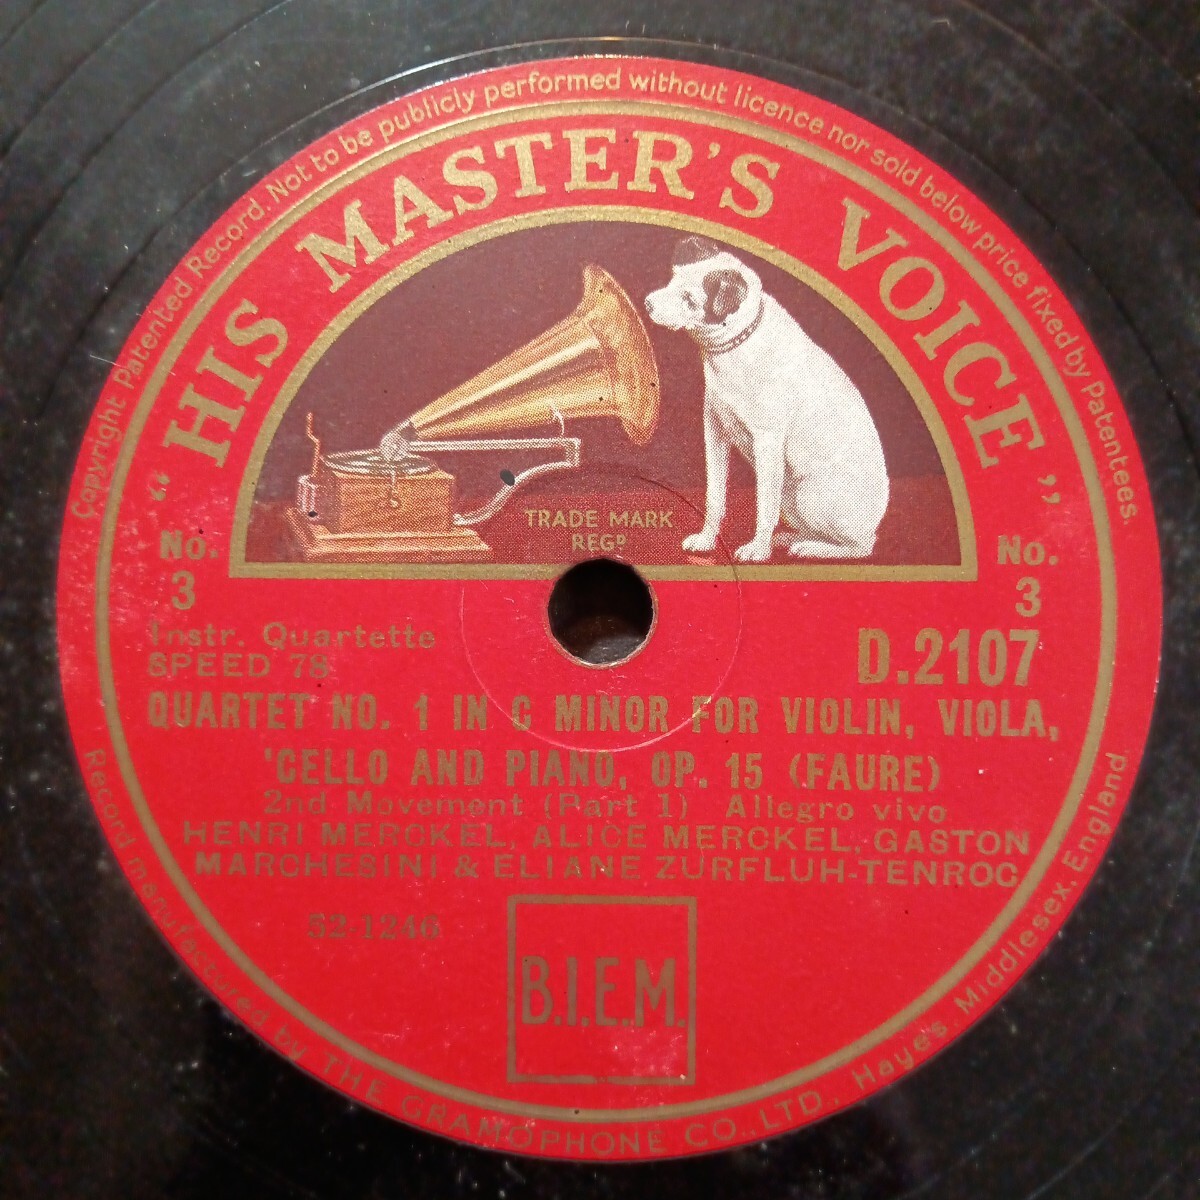 Copyright Patented Record. Not to be publicly performed without licence nor sold below price fixed by Patentees.
"HIS MASTER'S VOICE"
TRADE MARK
REGD
No. 3
No. 3
Instr. Quartette
SPEED 78
D.2107
QUARTET NO. 1 IN C MINOR FOR VIOLIN, VIOLA,
'CELLO AND PIANO, OP. 15 (FAURE)
2nd Movement (Part 1) Allegro vivo
HENRI MERCKEL, ALICE MERCKEL, GASTON
MARCHESINI & ELIANE ZURFLUH-TENROC
52-1246
B.I.E.M.
Record manufactured by THE GRAMOPHONE CO., LTD., Hayes, Middlesex, England.